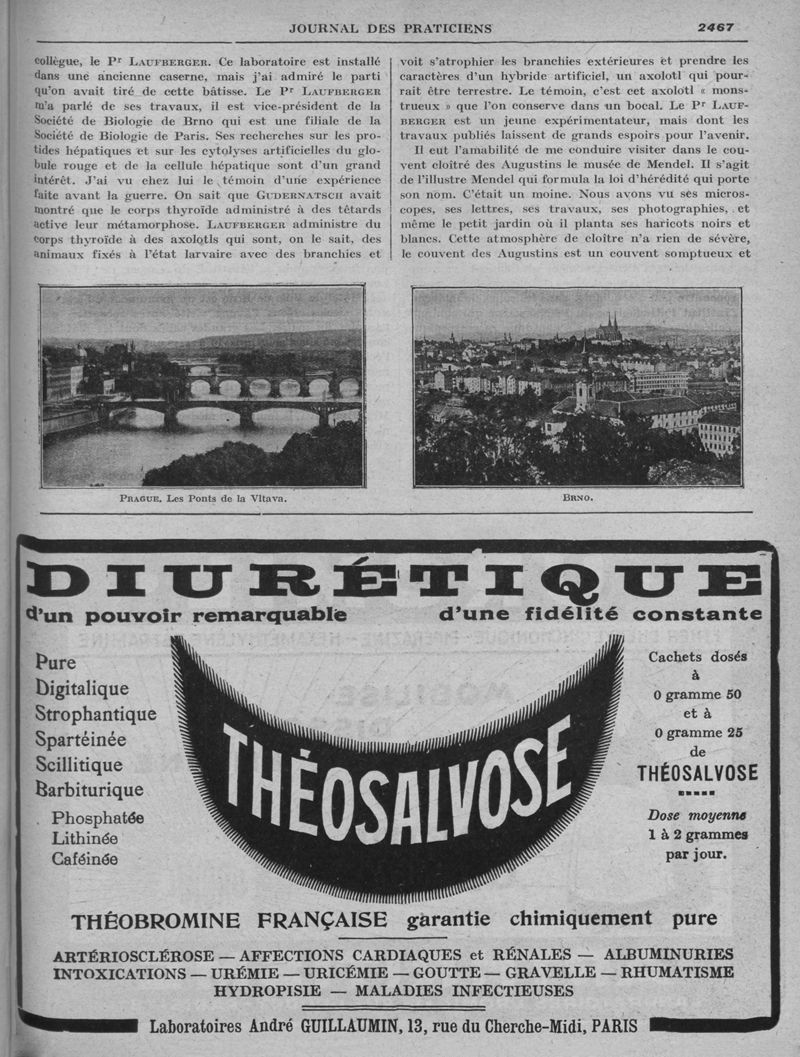 JOURNAL DES PRATICIENS 2467
collègue, le Pr LAUFBERGER. Ce laboratoire est installé
dans une ancienne caserne, mais j'ai admiré le parti
qu'on avait tiré de cette bâtisse. Le Pr LAUFBERGER
m'a parlé de ses travaux, il est vice-président de la
Société de Biologie de Brno qui est une filiale de la
Société de Biologie de Paris. Ses recherches sur les pro-
tides hépatiques et sur les cytolyses artificielles du glo-
bule rouge et de la cellule hépatique sont d'un grand
intérêt. J'ai vu chez lui le témoin d'une expérience
faite avant la guerre. On sait que GUDERNATSCH avait
montré que le corps thyroïde administré à des têtards
active leur métamorphose. LAUFBERGER administre du
corps thyroïde à des axolotls qui sont, on le sait, des
animaux fixés à l'état larvaire avec des branchies et
voit s'atrophier les branchies extérieures et prendre les
caractères d'un hybride artificiel, un axolotl qui pour-
rait être terrestre. Le témoin, c'est cet axolotl « mons-
trueux » que l'on conserve dans un bocal. Le Pr LAUF-
BERGER est un jeune expérimentateur, mais dont les
travaux publiés laissent de grands espoirs pour l'avenir.
Il eut l'amabilité de me conduire visiter dans le cou-
vent cloîtré des Augustins le musée de Mendel. Il s'agit
de l'illustre Mendel qui formula la loi d'hérédité qui porte
son nom. C'était un moine. Nous avons vu ses micros-
copes, ses lettres, ses travaux, ses photographies, et
même le petit jardin où il planta ses haricots noirs et
blancs. Cette atmosphère de cloître n'a rien de sévère,
le couvent des Augustins est un couvent somptueux et
PRAGUE. Les Ponts de la Vltava.
BRNO.
DIURÉTIQUE
d'un pouvoir remarquable d'une fidélité constante
Pure
Digitalique
Strophantique
Spartéinée
Scillitique
Barbiturique
Phosphatée
Lithinée
Caféinée
THÉOSALVOSE
Cachets dosés
à
0 gramme 50
et à
0 gramme 25
de
THÉOSALVOSE
Dose moyenne
1 à 2 grammes
par jour.
THÉOBROMINE FRANÇAISE garantie chimiquement pure
ARTÉRIOSCLÉROSE — AFFECTIONS CARDIAQUES et RÉNALES — ALBUMINURIES
INTOXICATIONS — URÉMIE — URICÉMIE — GOUTTE — GRAVELLE — RHUMATISME
HYDROPISIE — MALADIES INFECTIEUSES
Laboratoires André GUILLAUMIN, 13, rue du Cherche-Midi, PARIS